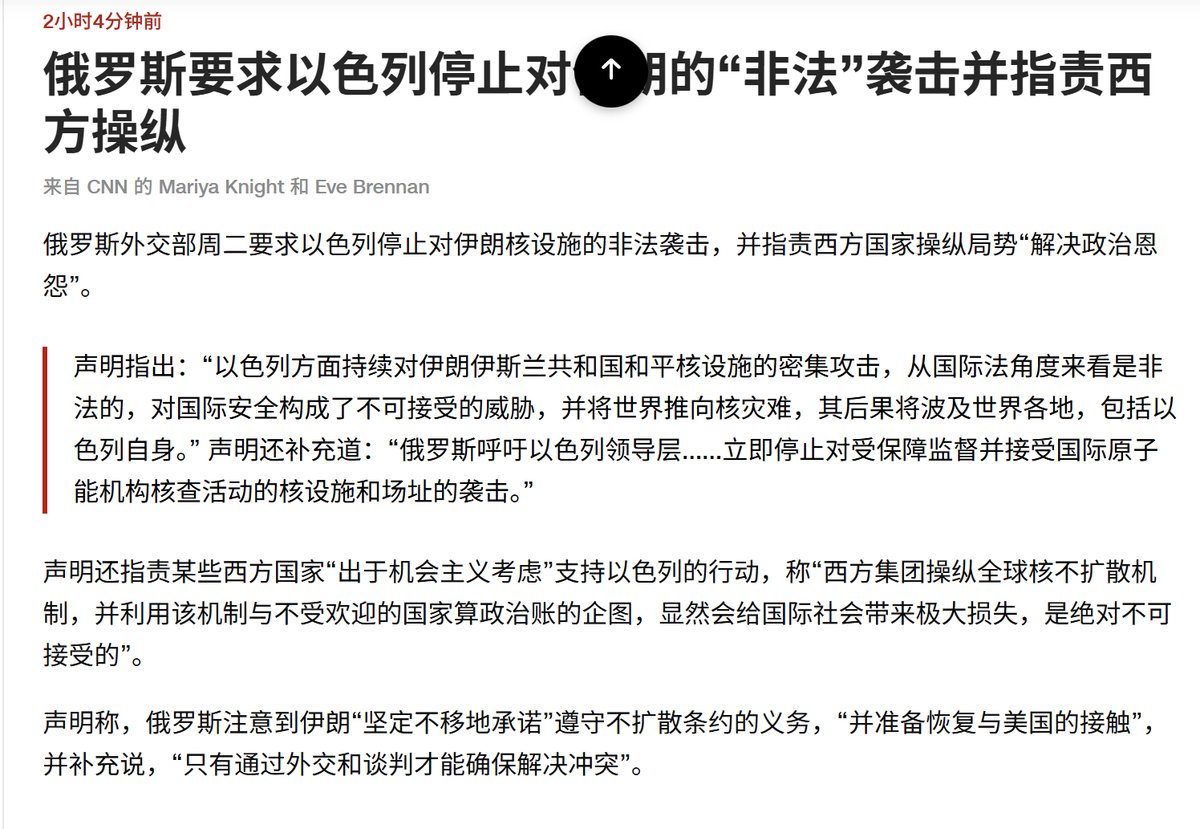 2小时4分钟前
俄罗斯要求以色列停止对 朗的“非法”袭击并指责西
方操纵
来自 CNN 的 Mariya Knight 和 Eve Brennan
俄罗斯外交部周二要求以色列停止对伊朗核设施的非法袭击，并指责西方国家操纵局势“解决政治恩
怨”。
声明指出：“以色列方面持续对伊朗伊斯兰共和国和平核设施的密集攻击，从国际法角度来看是非
法的，对国际安全构成了不可接受的威胁，并将世界推向核灾难，其后果将波及世界各地，包括以
色列自身。” 声明还补充道：“俄罗斯呼吁以色列领导层……立即停止对受保障监督并接受国际原子
能机构核查活动的核设施和场址的袭击。”
声明还指责某些西方国家“出于机会主义考虑”支持以色列的行动，称“西方集团操纵全球核不扩散机
制，并利用该机制与不受欢迎的国家算政治账的企图，显然会给国际社会带来极大损失，是绝对不可
接受的”。
声明称，俄罗斯注意到伊朗“坚定不移地承诺”遵守不扩散条约的义务，“并准备恢复与美国的接触”，
并补充说，“只有通过外交和谈判才能确保解决冲突”。